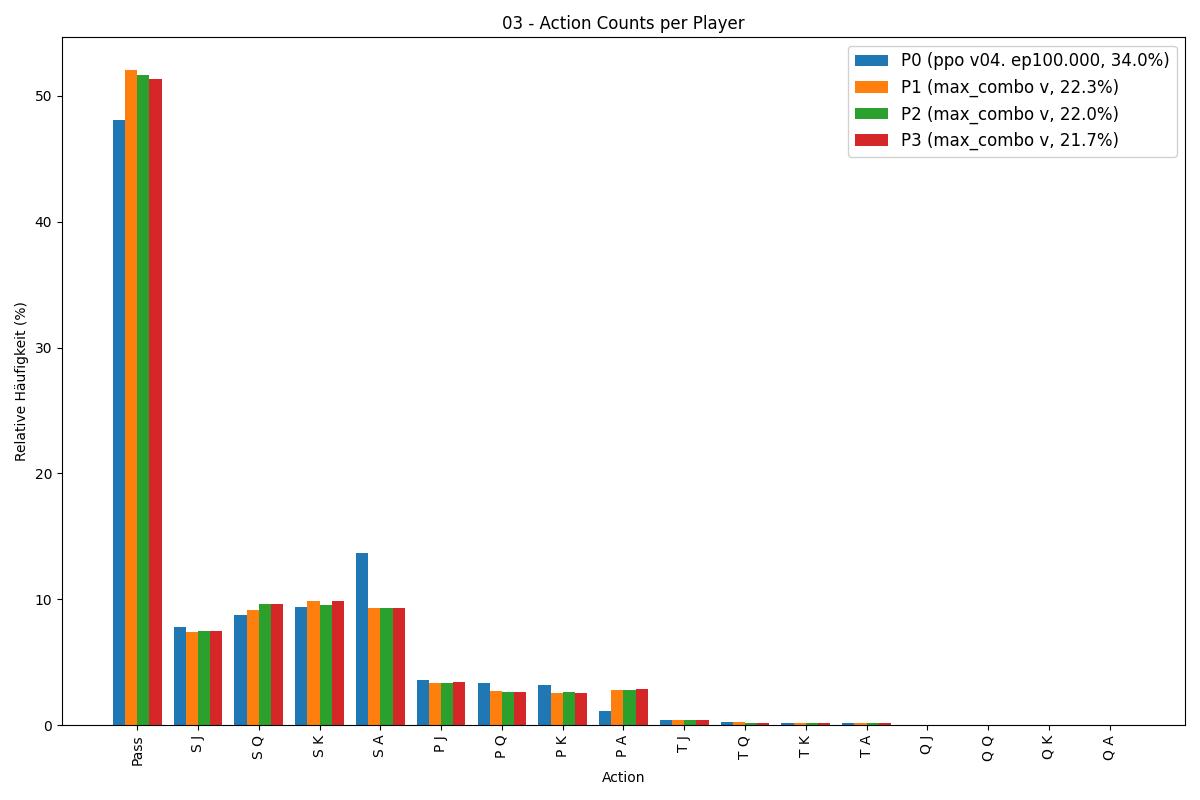 03 - Action Counts per Player
P0 (ppo v04. ep100.000, 34.0%)
P1 (max_combo v, 22.3%)
P2 (max_combo v, 22.0%)
P3 (max_combo v, 21.7%)
Relative Häufigkeit (%)
50
40
30
20
10
0
Pass
S J
S Q
S K
S A
P J
P Q
P K
P A
T J
T Q
T K
T A
Q J
Q Q
Q K
Q A
Action